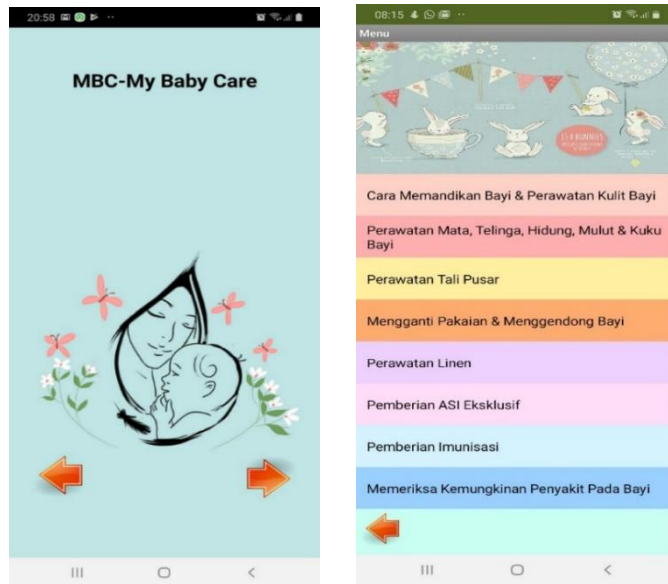 20:58
MBC-My Baby Care
08:15
Menu
Cara Memandikan Bayi & Perawatan Kulit Bayi
Perawatan Mata, Telinga, Hidung, Mulut & Kuku
Bayi
Perawatan Tali Pusar
Mengganti Pakaian & Menggendong Bayi
Perawatan Linen
Pemberian ASI Eksklusif
Pemberian Imunisasi
Memeriksa Kemungkinan Penyakit Pada Bayi